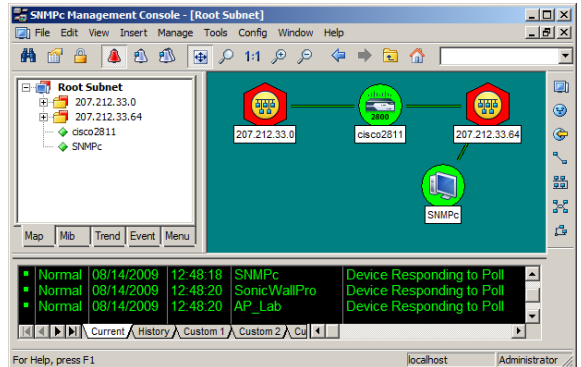 SNMPc Management Console - [Root Subnet]
File Edit View Insert Manage Tools Config Window Help
1:1
Root Subnet
207.212.33.0
207.212.33.64
cisco2811
SNMPc
2800
207.212.33.0 cisco2811 207.212.33.64
SNMPc
Map Mib Trend Event Menu
Normal 08/14/2009 12:48:18 SNMPc Device Responding to Poll
Normal 08/14/2009 12:48:20 SonicWallPro Device Responding to Poll
Normal 08/14/2009 12:48:20 AP_Lab Device Responding to Poll
Current History Custom 1 Custom 2 Cu
For Help, press F1 localhost Administrator